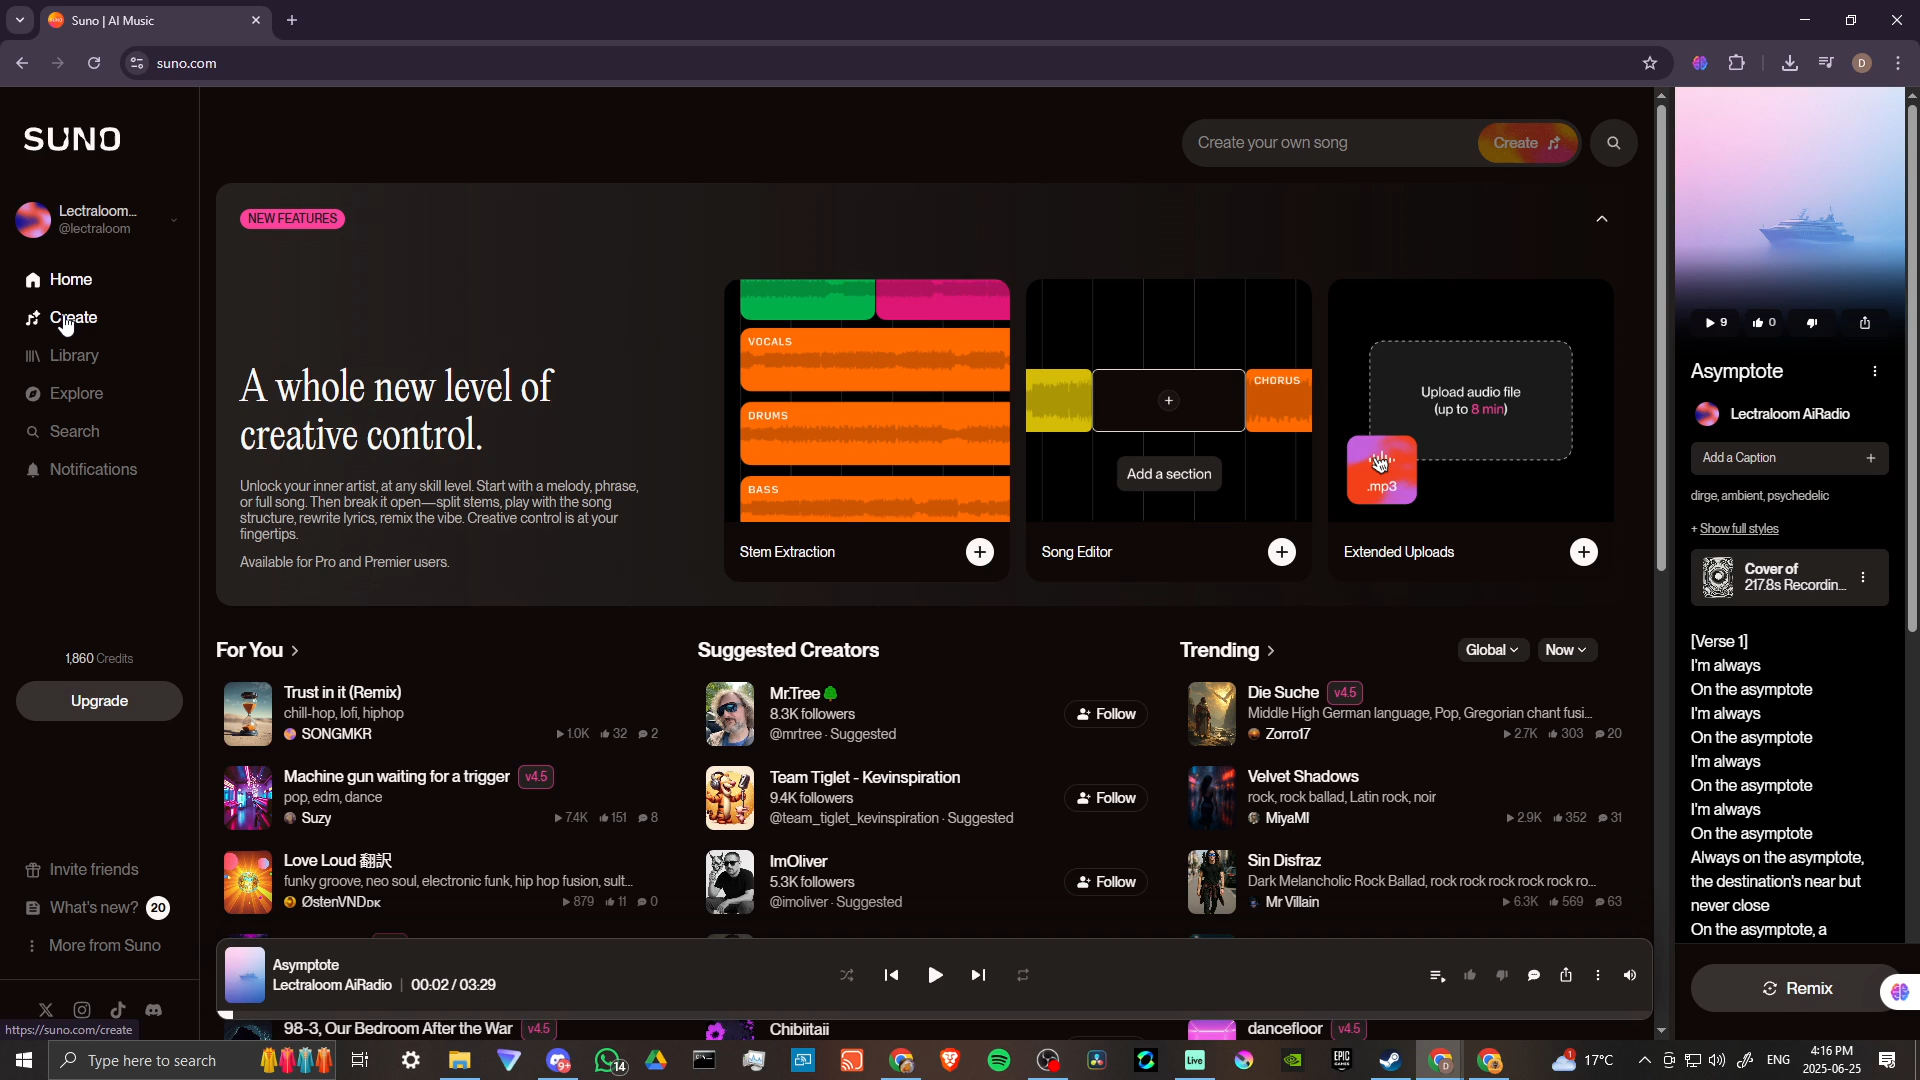 Suno | AI Music
suno.com
SUNO
Lectraloom...
@lectraloom
Home
Create
Library
Explore
Search
Notifications
1,860 Credits
Upgrade
Invite friends
What's new? 20
More from Suno
https://suno.com/create
Create your own song
Create
NEW FEATURES
A whole new level of
creative control.
Unlock your inner artist, at any skill level. Start with a melody, phrase,
or full song. Then break it open—split stems, play with the song
structure, rewrite lyrics, remix the vibe. Creative control is at your
fingertips.
Available for Pro and Premier users.
VOCALS
DRUMS
BASS
Stem Extraction
CHORUS
Add a section
Song Editor
Upload audio file
(up to 8 min)
.mp3
Extended Uploads
For You
Trust in it (Remix)
chill-hop, lofi, hiphop
SONGMKR
1.0K 32 2
Machine gun waiting for a trigger v4.5
pop, edm, dance
Suzy
7.4K 151 8
Love Loud 翻訳
funky groove, neo soul, electronic funk, hip hop fusion, sult...
ØstenVNDDK
879 11 0
98-3, Our Bedroom After the War v4.5
Suggested Creators
Mr.Tree
8.3K followers
@mrtree · Suggested
Follow
Team Tiglet - Kevinspiration
9.4K followers
@team_tiglet_kevinspiration · Suggested
Follow
ImOliver
5.3K followers
@imoliver · Suggested
Follow
Chibiitaii
Trending
Global
Now
Die Suche v4.5
Middle High German language, Pop, Gregorian chant fusi...
Zorro17
2.7K 303 20
Velvet Shadows
rock, rock ballad, Latin rock, noir
MiyaMI
2.9K 352 31
Sin Disfraz
Dark Melancholic Rock Ballad, rock rock rock rock rock ro...
Mr Villain
6.3K 569 63
dancefloor v4.5
Asymptote
Lectraloom AiRadio | 00:02 / 03:29
9 0
Asymptote
Lectraloom AiRadio
Add a Caption
dirge, ambient, psychedelic
+ Show full styles
Cover of
217.8s Recordin...
[Verse 1]
I'm always
On the asymptote
I'm always
On the asymptote
I'm always
On the asymptote
I'm always
On the asymptote
Always on the asymptote,
the destination's near but
never close
On the asymptote, a
Remix
Type here to search
9+
14
Live
EPIC
GAMES
1
17°C
ENG
4:16 PM
2025-06-25